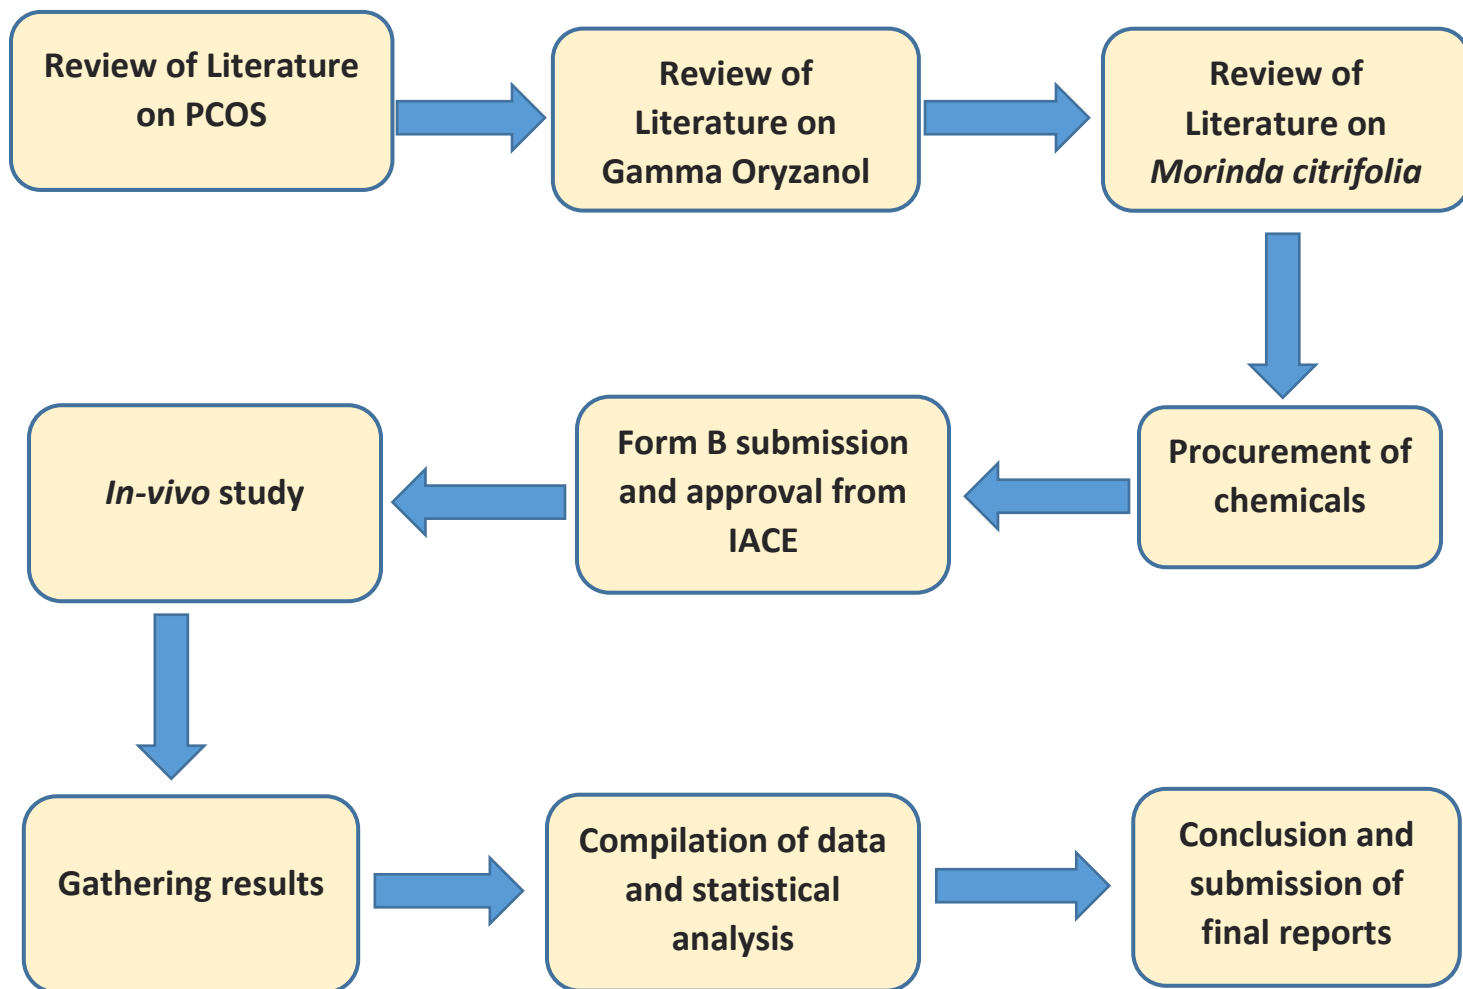 Review of Literature
on PCOS
Review of
Literature on
Gamma Oryzanol
Review of
Literature on
Morinda citrifolia
Procurement of
chemicals
Form B submission
and approval from
IACE
In-vivo study
Gathering results
Compilation of data
and statistical
analysis
Conclusion and
submission of
final reports